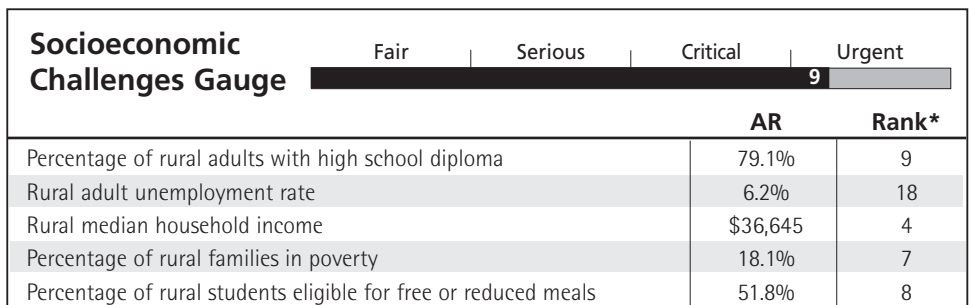 Socioeconomic
Challenges Gauge
Fair Serious Critical Urgent
9
AR Rank*
Percentage of rural adults with high school diploma 79.1% 9
Rural adult unemployment rate 6.2% 18
Rural median household income $36,645 4
Percentage of rural families in poverty 18.1% 7
Percentage of rural students eligible for free or reduced meals 51.8% 8